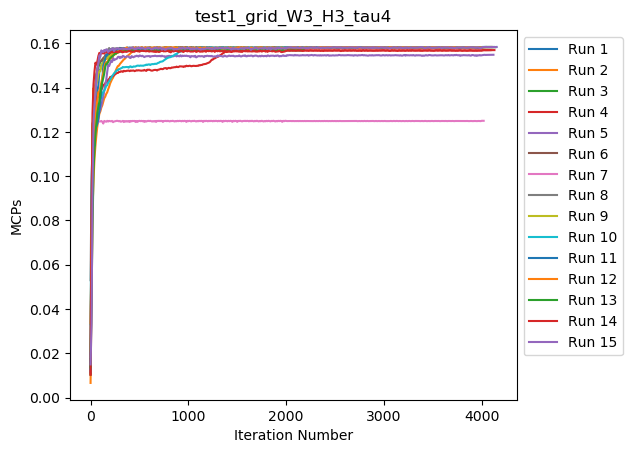 test1_grid_W3_H3_tau4
0.16
0.14
0.12
0.10
0.08
0.06
0.04
0.02
0.00
MCPs
0 1000 2000 3000 4000
Iteration Number
Run 1
Run 2
Run 3
Run 4
Run 5
Run 6
Run 7
Run 8
Run 9
Run 10
Run 11
Run 12
Run 13
Run 14
Run 15